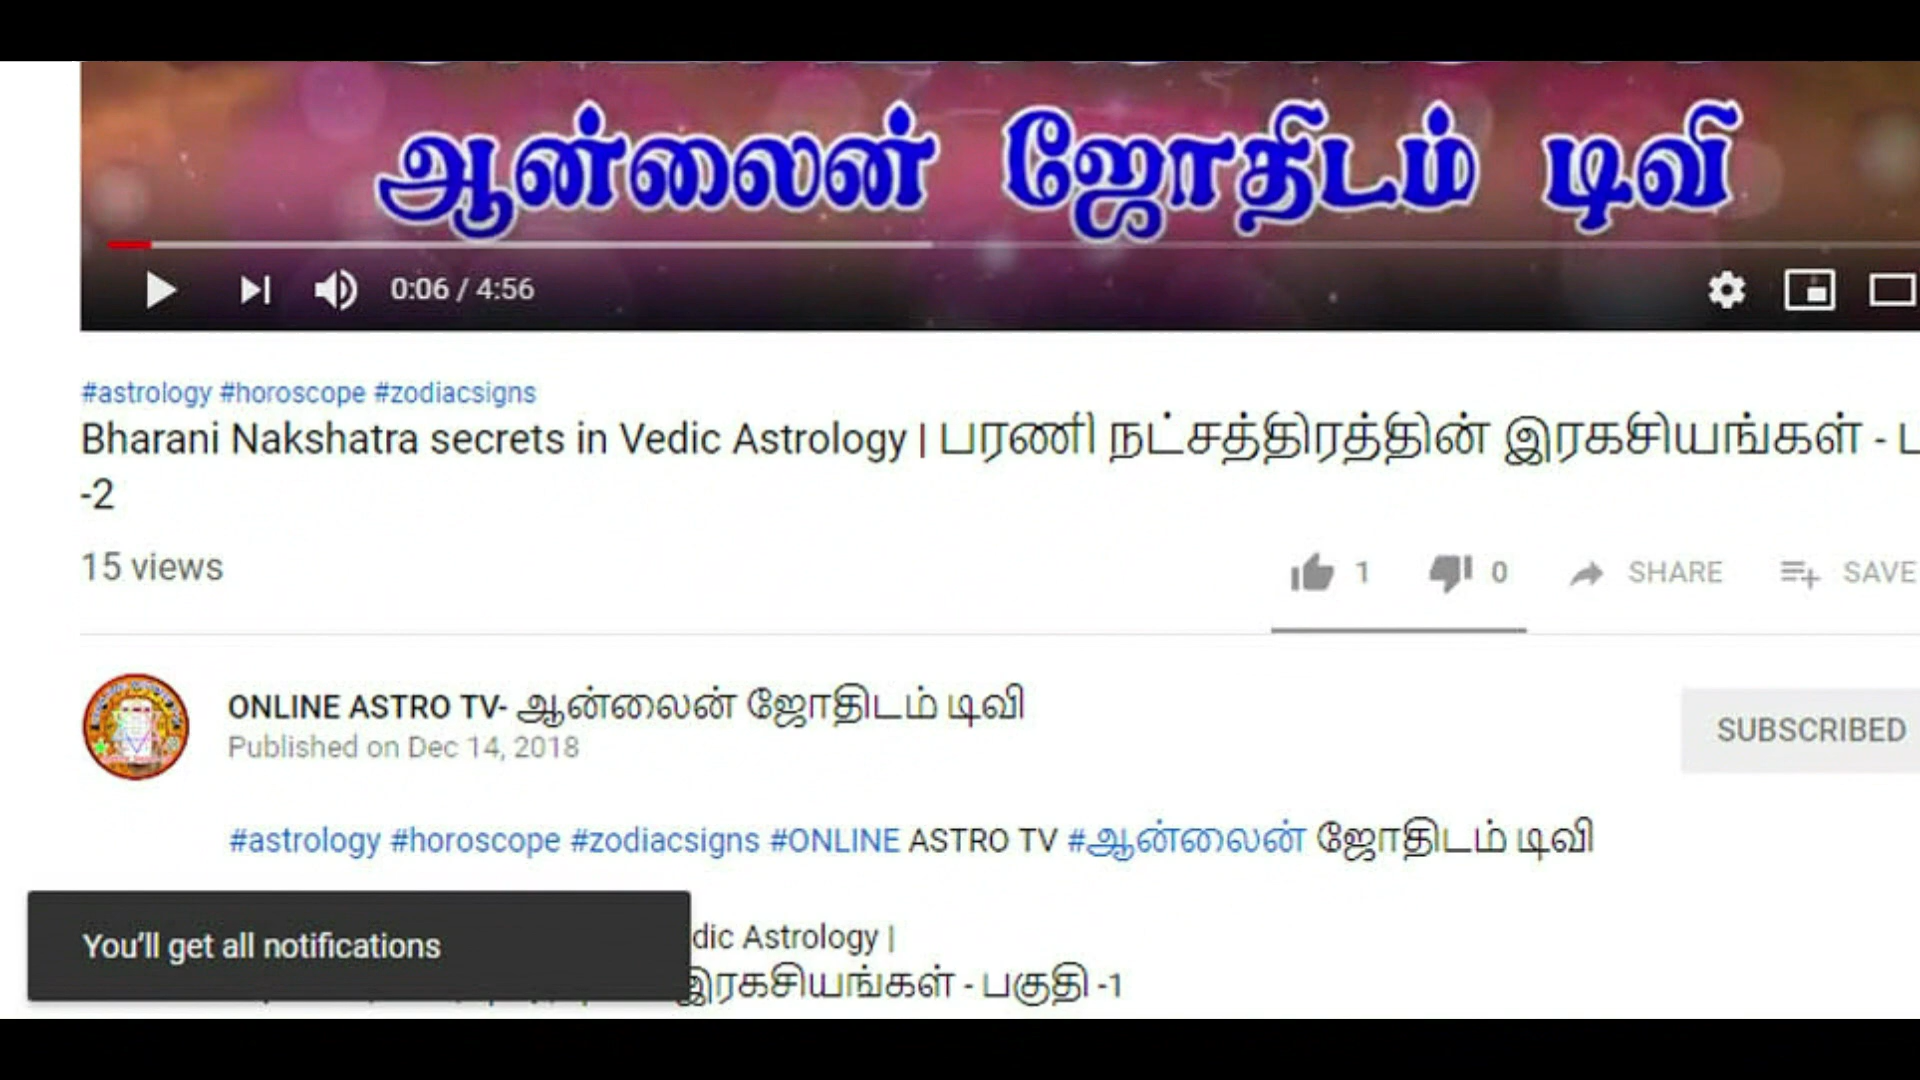 ஆன்லைன் ஜோதிடம் டிவி
0:06 / 4:56
#astrology #horoscope #zodiacsigns
Bharani Nakshatra secrets in Vedic Astrology | பரணி நட்சத்திரத்தின் இரகசியங்கள் -
-2
15 views
1 0 SHARE SAVE
ONLINE ASTRO TV- ஆன்லைன் ஜோதிடம் டிவி
Published on Dec 14, 2018
SUBSCRIBED
#astrology #horoscope #zodiacsigns #ONLINE ASTRO TV #ஆன்லைன் ஜோதிடம் டிவி
dic Astrology |
இரகசியங்கள் - பகுதி -1
You'll get all notifications